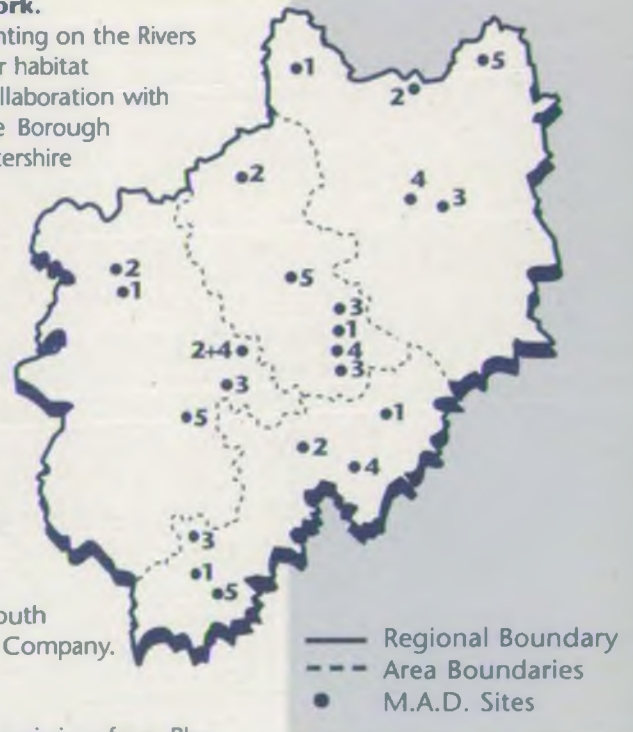 ork.
nting on the Rivers
r habitat
llaboration with
e Borough
tershire
1
5
2
2
4
3
2
1
5
3
1
2+4
4
3
3
5
1
2
4
3
1
5
outh
Company.
Regional Boundary
Area Boundaries
M.A.D. Sites